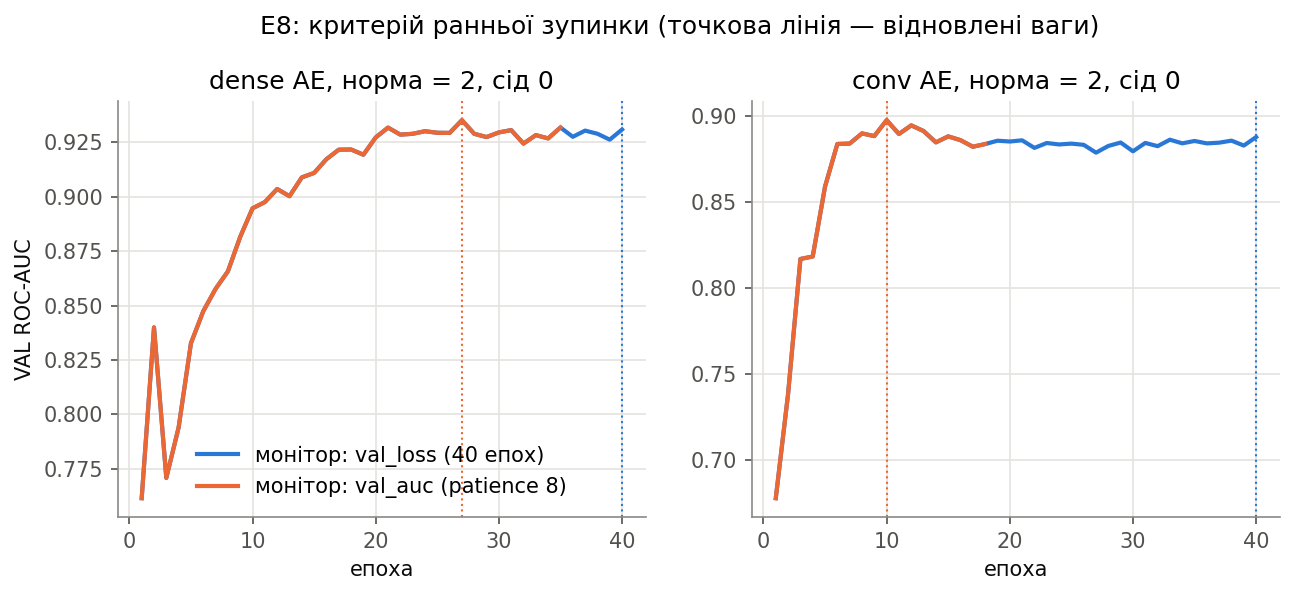 E8: критерій ранньої зупинки (точкова лінія — відновлені ваги)
dense AE, норма = 2, сід 0
VAL ROC-AUC
0.925
0.900
0.875
0.850
0.825
0.800
0.775
монітор: val_loss (40 епох)
монітор: val_auc (patience 8)
0 10 20 30 40
епоха
conv AE, норма = 2, сід 0
0.90
0.85
0.80
0.75
0.70
0 10 20 30 40
епоха